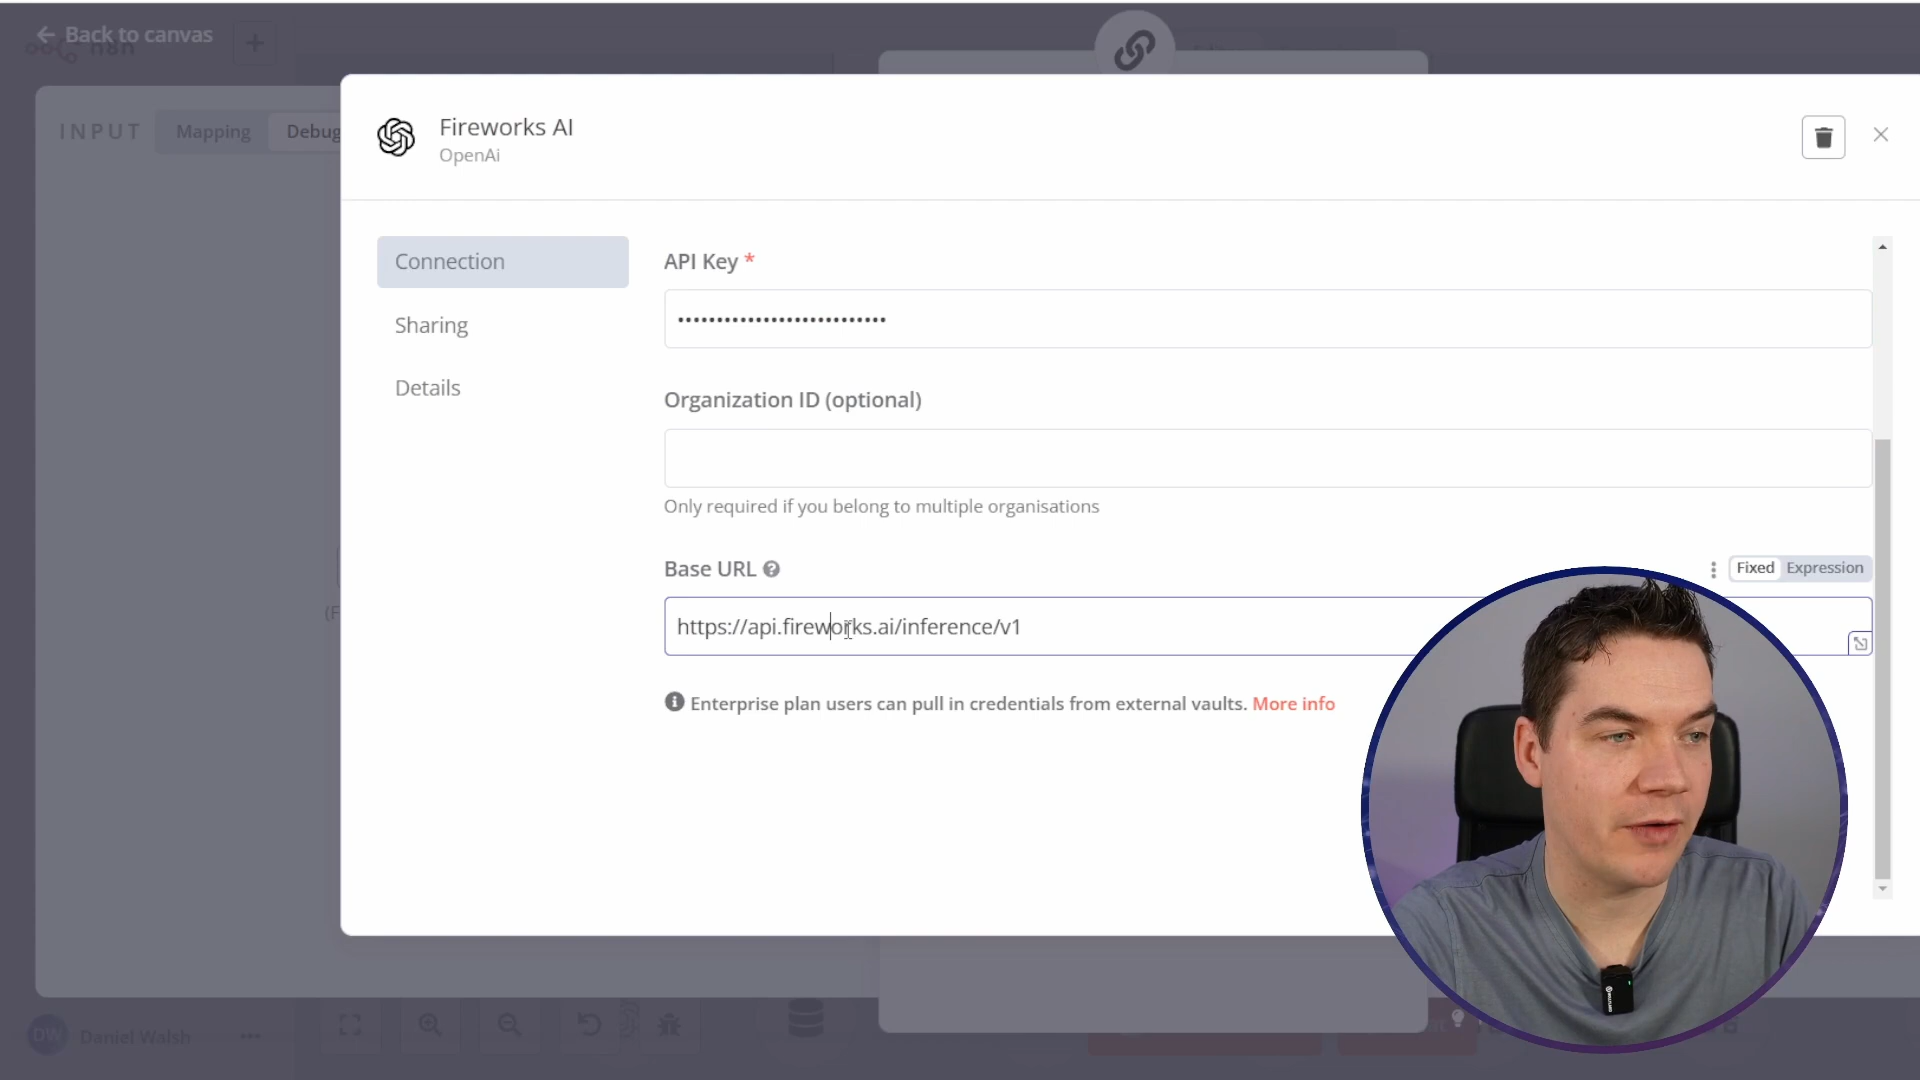 Back to canvas
n8n
INPUT
Mapping
Debug
Fireworks AI
OpenAi
Connection
Sharing
Details
API Key *
Organization ID (optional)
Only required if you belong to multiple organisations
Base URL
Fixed
Expression
https://api.fireworks.ai/inference/v1
Enterprise plan users can pull in credentials from external vaults. More info
DW
Daniel Walsh